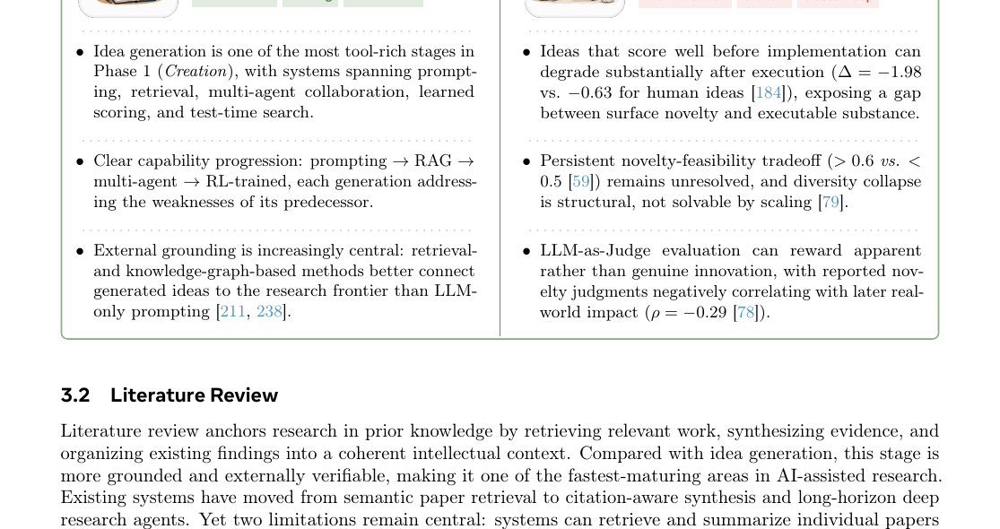 • Idea generation is one of the most tool-rich stages in
Phase 1 (Creation), with systems spanning prompt-
ing, retrieval, multi-agent collaboration, learned
scoring, and test-time search.
• Clear capability progression: prompting → RAG →
multi-agent → RL-trained, each generation address-
ing the weaknesses of its predecessor.
• External grounding is increasingly central: retrieval-
and knowledge-graph-based methods better connect
generated ideas to the research frontier than LLM-
only prompting [211, 238].
• Ideas that score well before implementation can
degrade substantially after execution (Δ = −1.98
vs. −0.63 for human ideas [184]), exposing a gap
between surface novelty and executable substance.
• Persistent novelty-feasibility tradeoff (> 0.6 vs. <
0.5 [59]) remains unresolved, and diversity collapse
is structural, not solvable by scaling [79].
• LLM-as-Judge evaluation can reward apparent
rather than genuine innovation, with reported nov-
elty judgments negatively correlating with later real-
world impact (ρ = −0.29 [78]).
3.2 Literature Review
Literature review anchors research in prior knowledge by retrieving relevant work, synthesizing evidence, and
organizing existing findings into a coherent intellectual context. Compared with idea generation, this stage is
more grounded and externally verifiable, making it one of the fastest-maturing areas in AI-assisted research.
Existing systems have moved from semantic paper retrieval to citation-aware synthesis and long-horizon deep
research agents. Yet two limitations remain central: systems can retrieve and summarize individual papers